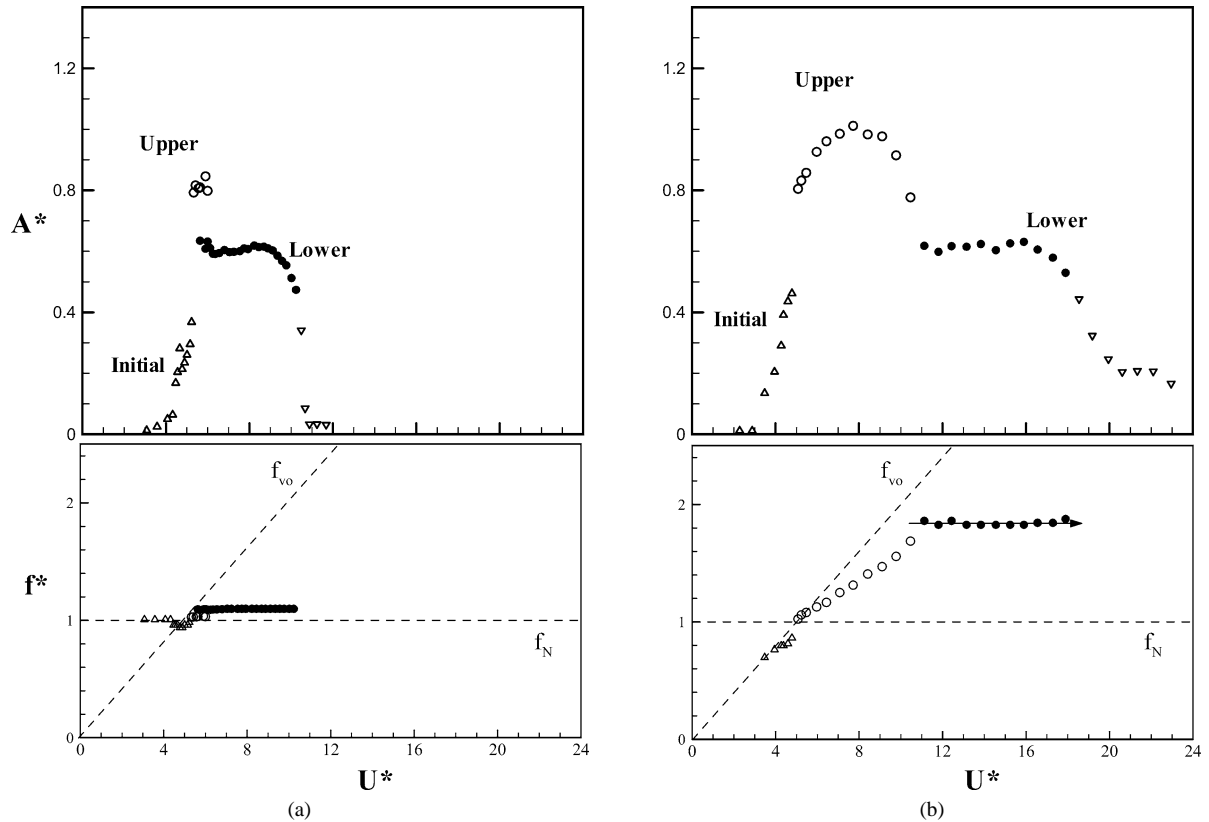 1.2
Upper
0.8
A*
Lower
0.4
Initial
0
f_vo
2
f*
1
f_N
0
0 4 8 12 16 20 24
U*
(a)
1.2
Upper
0.8
Lower
0.4
Initial
0
f_vo
2
1
f_N
0
0 4 8 12 16 20 24
U*
(b)